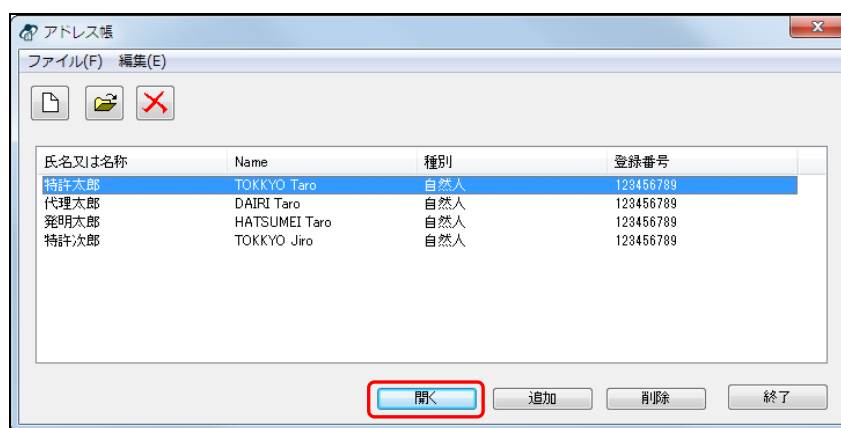 アドレス帳
ファイル(F) 編集(E)
氏名又は名称 Name 種別 登録番号
特許太郎 TOKKYO Taro 自然人 123456789
代理太郎 DAIRI Taro 自然人 123456789
発明太郎 HATSUMEI Taro 自然人 123456789
特許次郎 TOKKYO Jiro 自然人 123456789
開く 追加 削除 終了